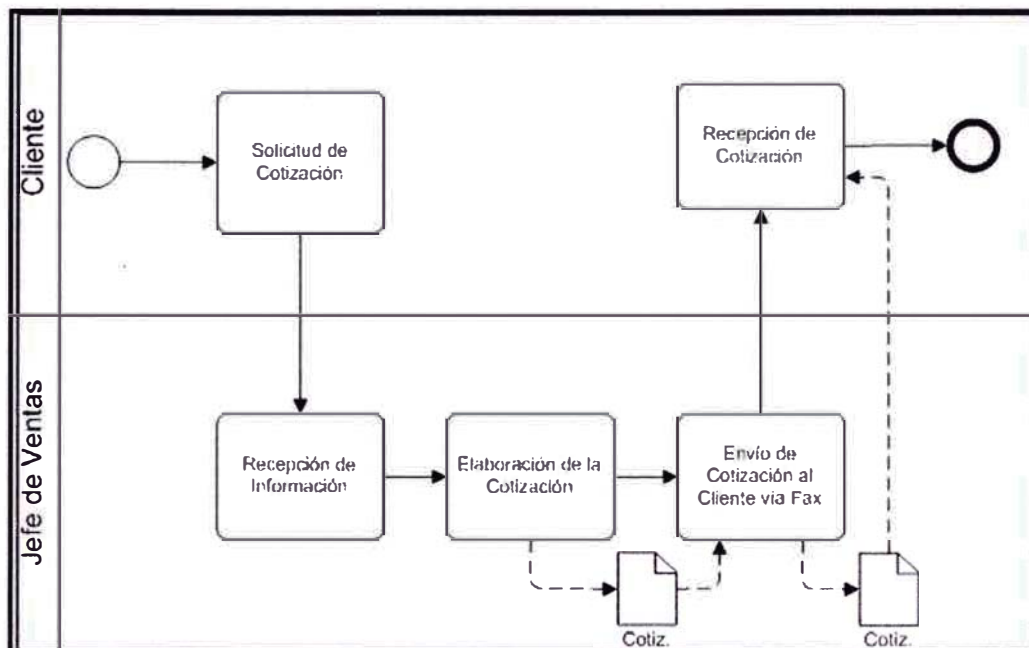 Cliente
Solicitud de
Cotización
Recepción de
Cotización
Jefe de Ventas
Recepción de
Información
Elaboración de la
Cotización
Envío de
Cotización al
Cliente via Fax
Cotiz.
Cotiz.